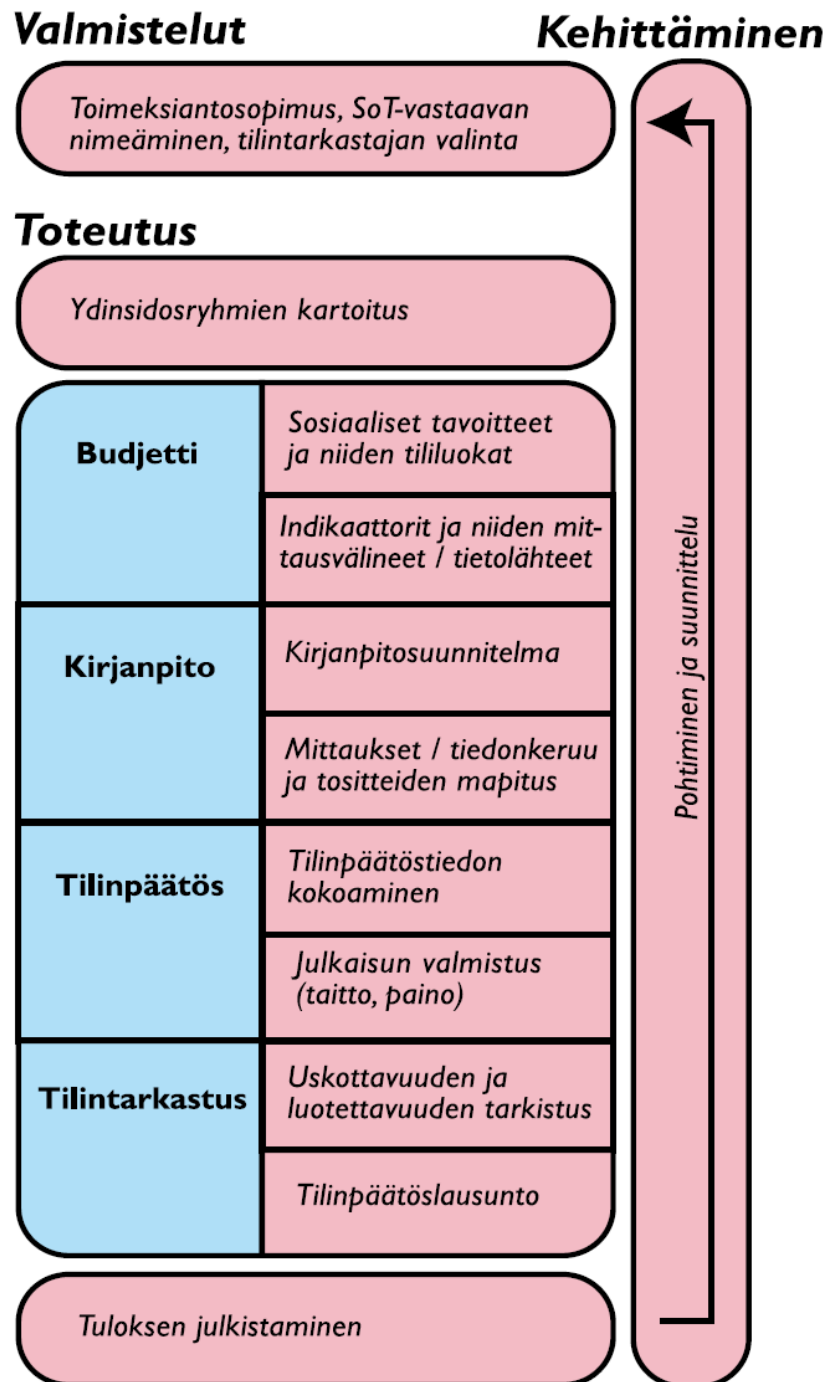 Valmistelut
Kehittäminen
Toimeksiantosopimus, SoT-vastaavan
nimeäminen, tilintarkastajan valinta
Toteutus
Ydinsidosryhmien kartoitus
Budjetti
Sosiaaliset tavoitteet
ja niiden tililuokat
Indikaattorit ja niiden mit-
tausvälineet / tietolähteet
Kirjanpito
Kirjanpitosuunnitelma
Mittaukset / tiedonkeruu
ja tositteiden mapitus
Tilinpäätös
Tilinpäätöstiedon
kokoaminen
Julkaisun valmistus
(taitto, paino)
Tilintarkastus
Uskottavuuden ja
luotettavuuden tarkistus
Tilinpäätöslausunto
Tuloksen julkistaminen
Pohtiminen ja suunnittelu